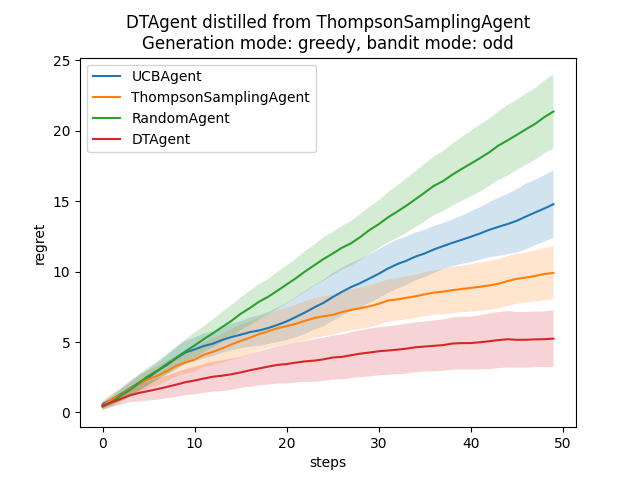 DTAgent distilled from ThompsonSamplingAgent
Generation mode: greedy, bandit mode: odd
25
20
15
10
5
0
regret
UCBAgent
ThompsonSamplingAgent
RandomAgent
DTAgent
0 10 20 30 40 50
steps